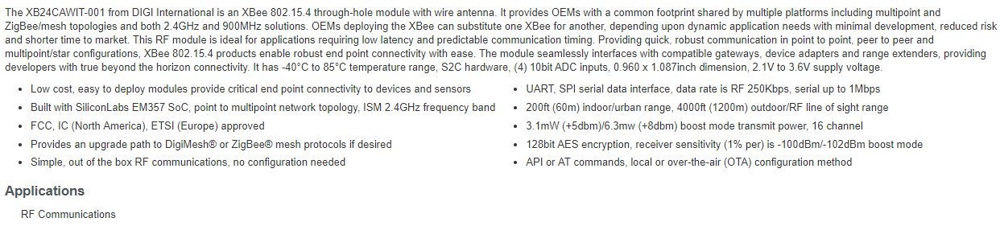 The XB24CAWIT-001 from DIGI International is an XBee 802.15.4 through-hole module with wire antenna. It provides OEMs with a common footprint shared by multiple platforms including multipoint and
ZigBee/mesh topologies and both 2.4GHz and 900MHz solutions. OEMs deploying the XBee can substitute one XBee for another, depending upon dynamic application needs with minimal development, reduced risk
and shorter time to market. This RF module is ideal for applications requiring low latency and predictable communication timing. Providing quick, robust communication in point to point, peer to peer and
multipoint/star configurations, XBee 802.15.4 products enable robust end point connectivity with ease. The module seamlessly interfaces with compatible gateways, device adapters and range extenders, providing
developers with true beyond the horizon connectivity. It has -40°C to 85°C temperature range, S2C hardware, (4) 10bit ADC inputs, 0.960 x 1.087inch dimension, 2.1V to 3.6V supply voltage.
• Low cost, easy to deploy modules provide critical end point connectivity to devices and sensors
• Built with SiliconLabs EM357 SoC, point to multipoint network topology, ISM 2.4GHz frequency band
• FCC, IC (North America), ETSI (Europe) approved
• Provides an upgrade path to DigiMesh® or ZigBee® mesh protocols if desired
• Simple, out of the box RF communications, no configuration needed
• UART, SPI serial data interface, data rate is RF 250Kbps, serial up to 1Mbps
• 200ft (60m) indoor/urban range, 4000ft (1200m) outdoor/RF line of sight range
• 3.1mW (+5dbm)/6.3mw (+8dbm) boost mode transmit power, 16 channel
• 128bit AES encryption, receiver sensitivity (1% per) is -100dBm/-102dBm boost mode
• API or AT commands, local or over-the-air (OTA) configuration method
Applications
RF Communications